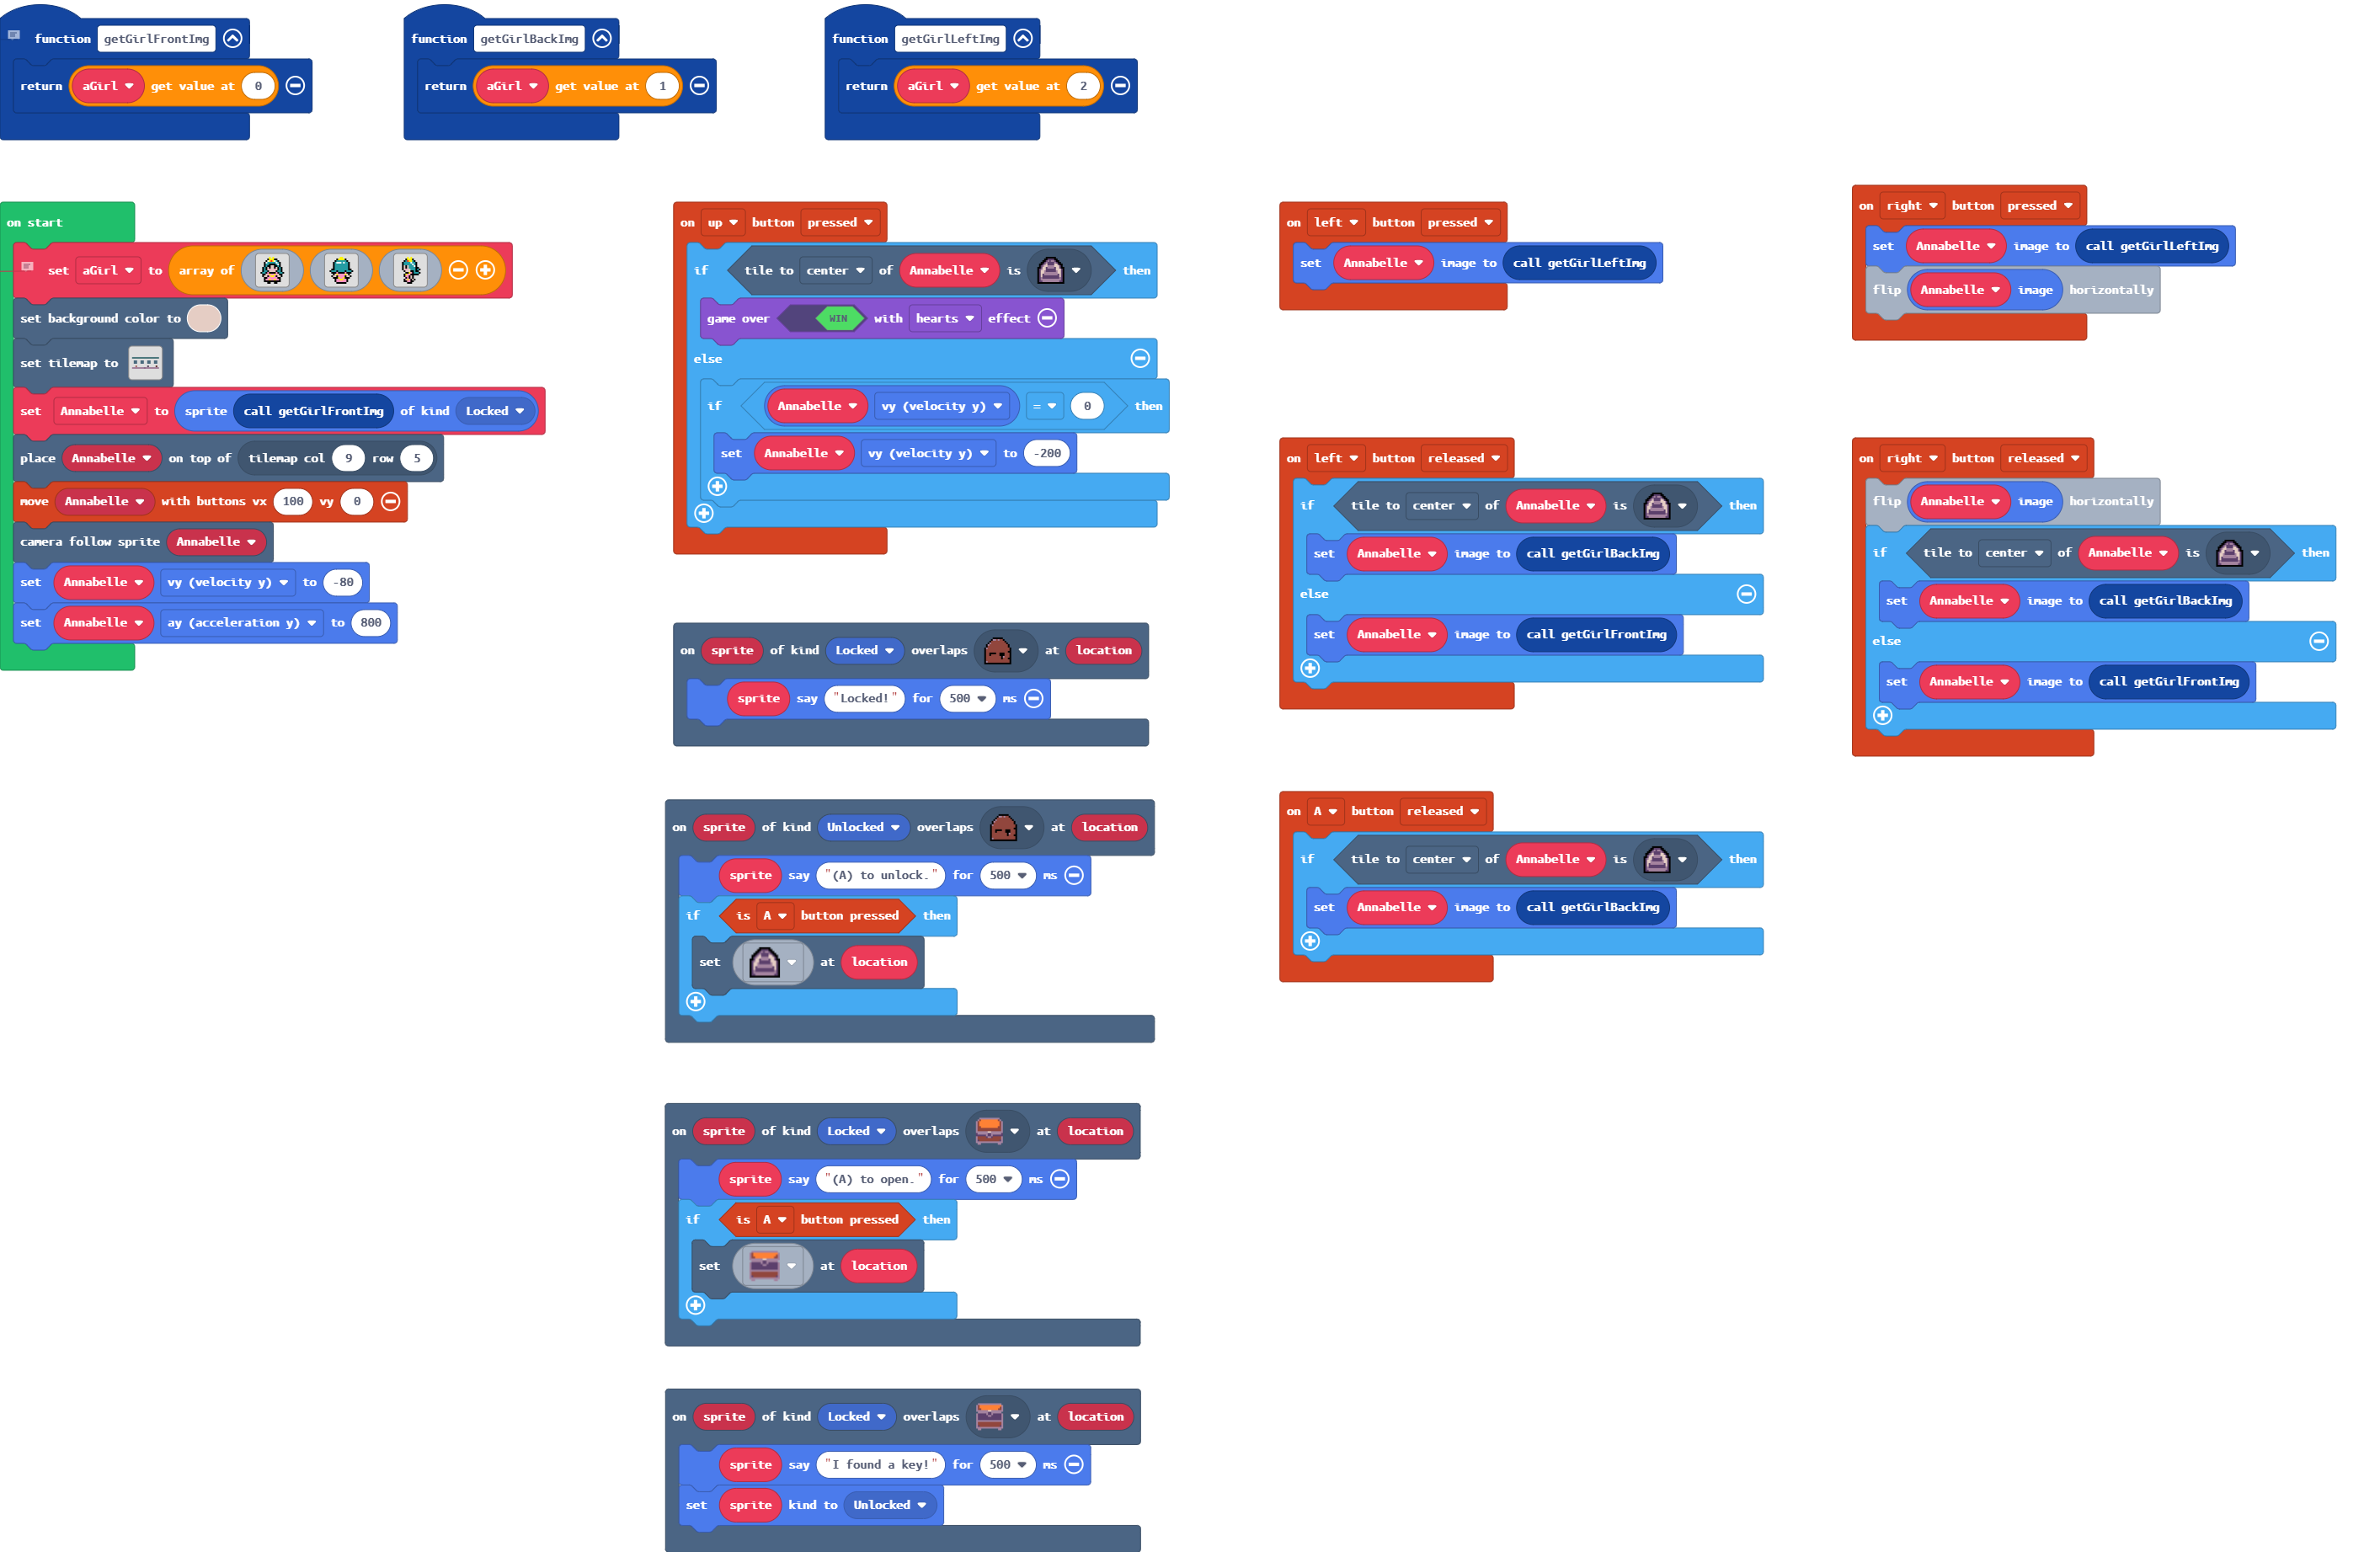 function getGirlFrontImg
return aGirl get value at 0
function getGirlBackImg
return aGirl get value at 1
function getGirlLeftImg
return aGirl get value at 2
on start
set aGirl to array of
set background color to
set tilemap to
set Annabelle to sprite call getGirlFrontImg of kind Locked
place Annabelle on top of tilemap col 9 row 5
move Annabelle with buttons vx 100 vy 0
camera follow sprite Annabelle
set Annabelle vy (velocity y) to -80
set Annabelle ay (acceleration y) to 800
on up button pressed
if tile to center of Annabelle is then
game over WIN with hearts effect
else
if Annabelle vy (velocity y) = 0 then
set Annabelle vy (velocity y) to -200
on sprite of kind Locked overlaps at location
sprite say "Locked!" for 500 ms
on sprite of kind Unlocked overlaps at location
sprite say "(A) to unlock." for 500 ms
if is A button pressed then
set at location
on sprite of kind Locked overlaps at location
sprite say "(A) to open." for 500 ms
if is A button pressed then
set at location
on sprite of kind Locked overlaps at location
sprite say "I found a key!" for 500 ms
set sprite kind to Unlocked
on left button pressed
set Annabelle image to call getGirlLeftImg
on left button released
if tile to center of Annabelle is then
set Annabelle image to call getGirlBackImg
else
set Annabelle image to call getGirlFrontImg
on A button released
if tile to center of Annabelle is then
set Annabelle image to call getGirlBackImg
on right button pressed
set Annabelle image to call getGirlLeftImg
flip Annabelle image horizontally
on right button released
flip Annabelle image horizontally
if tile to center of Annabelle is then
set Annabelle image to call getGirlBackImg
else
set Annabelle image to call getGirlFrontImg